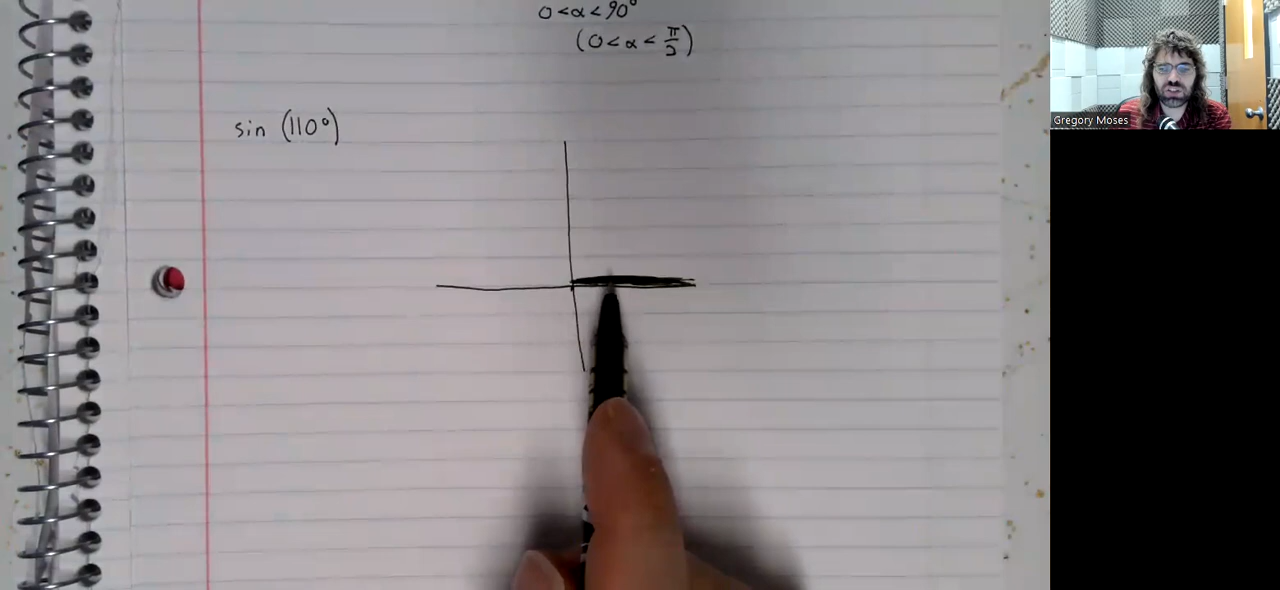 0 < α < 90°
(0 < α < π/2)
sin (110°)
Gregory Moses